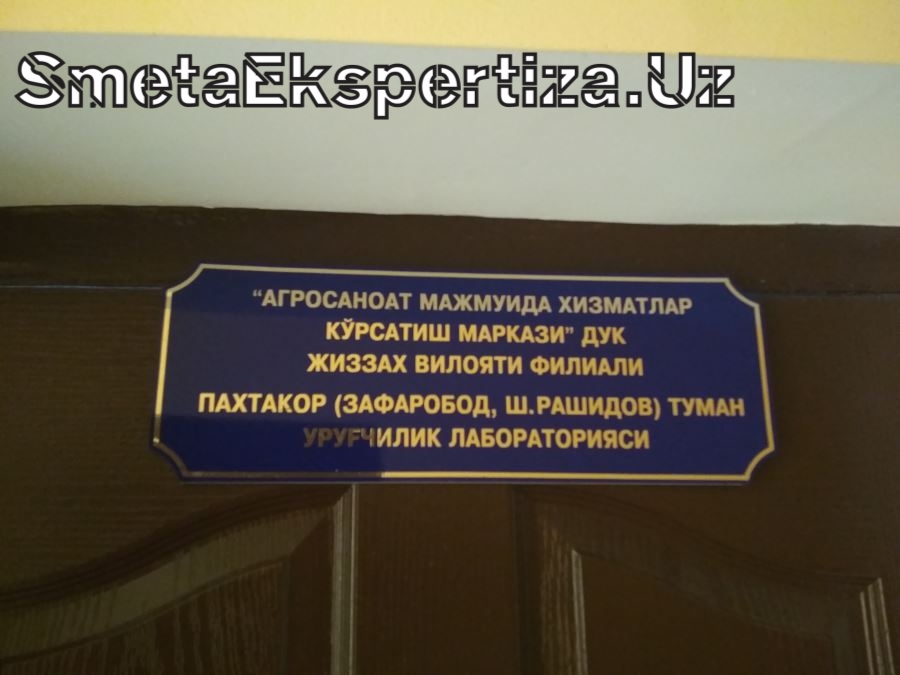 SmetaEkspertiza.Uz
“АГРОСАНОАТ МАЖМУИДА ХИЗМАТЛАР
КЎРСАТИШ МАРКАЗИ” ДУК
ЖИЗЗАХ ВИЛОЯТИ ФИЛИАЛИ
ПАХТАКОР (ЗАФАРОБОД, Ш.РАШИДОВ) ТУМАН
УРУҒЧИЛИК ЛАБОРАТОРИЯСИ